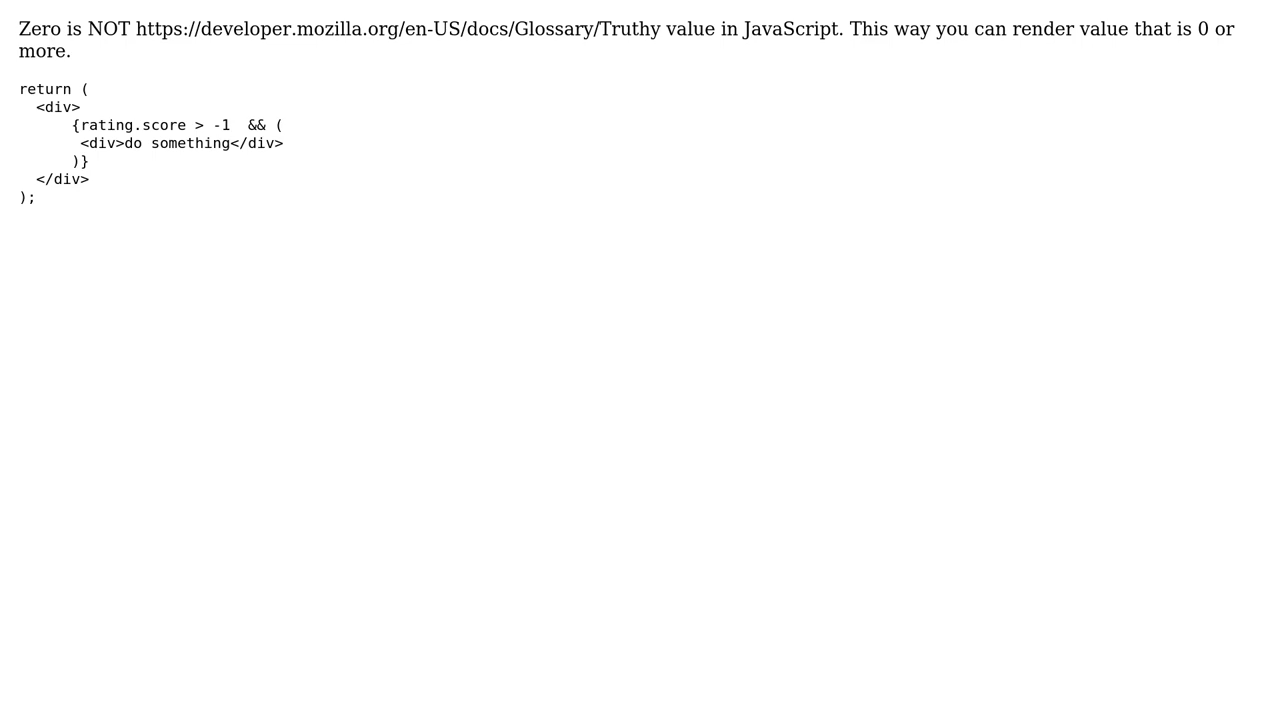 Zero is NOT https://developer.mozilla.org/en-US/docs/Glossary/Truthy value in JavaScript. This way you can render value that is 0 or
more.
return (
  <div>
      {rating.score > -1  && (
       <div>do something</div>
      )}
  </div>
);